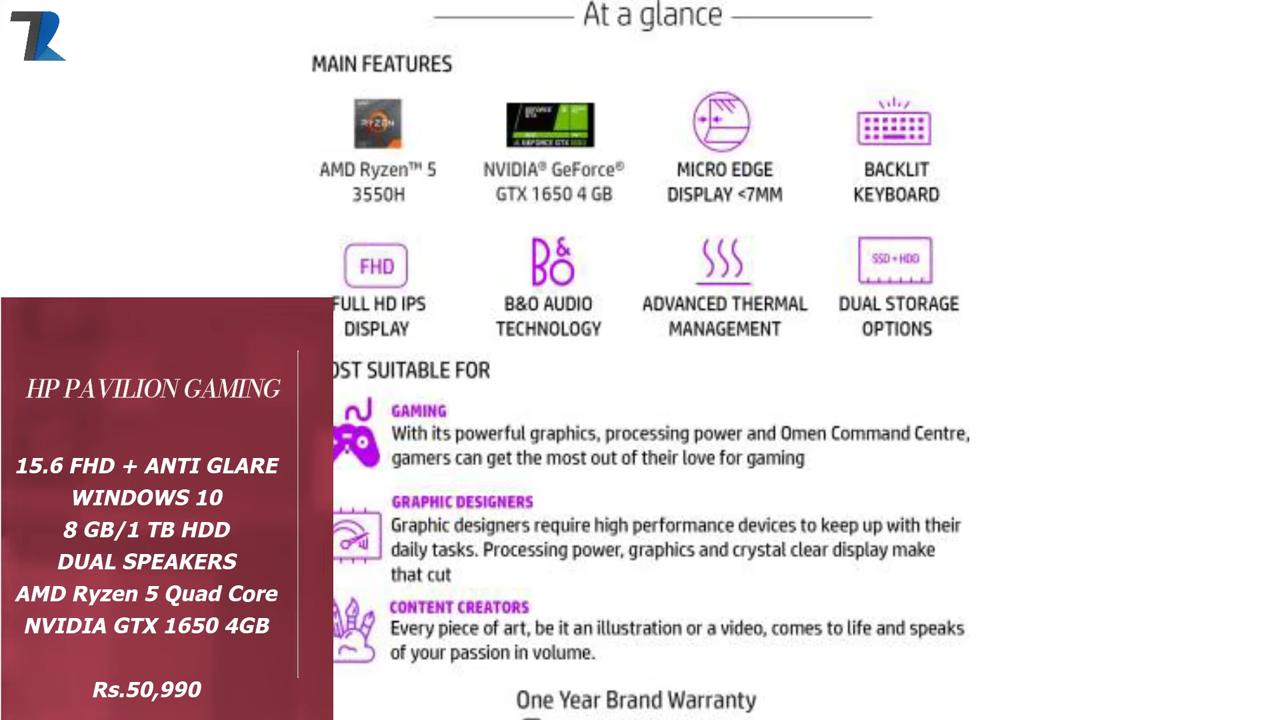 At a glance
MAIN FEATURES
RYZEN
AMD Ryzen™ 5
3550H
NVIDIA® GeForce®
GTX 1650 4 GB
MICRO EDGE
DISPLAY <7MM
BACKLIT
KEYBOARD
FHD
FULL HD IPS
DISPLAY
B&O
B&O AUDIO
TECHNOLOGY
ADVANCED THERMAL
MANAGEMENT
SSD + HDD
DUAL STORAGE
OPTIONS
OST SUITABLE FOR
GAMING
With its powerful graphics, processing power and Omen Command Centre,
gamers can get the most out of their love for gaming
GRAPHIC DESIGNERS
Graphic designers require high performance devices to keep up with their
daily tasks. Processing power, graphics and crystal clear display make
that cut
CONTENT CREATORS
Every piece of art, be it an illustration or a video, comes to life and speaks
of your passion in volume.
One Year Brand Warranty
HP PAVILION GAMING
15.6 FHD + ANTI GLARE
WINDOWS 10
8 GB/1 TB HDD
DUAL SPEAKERS
AMD Ryzen 5 Quad Core
NVIDIA GTX 1650 4GB
Rs.50,990